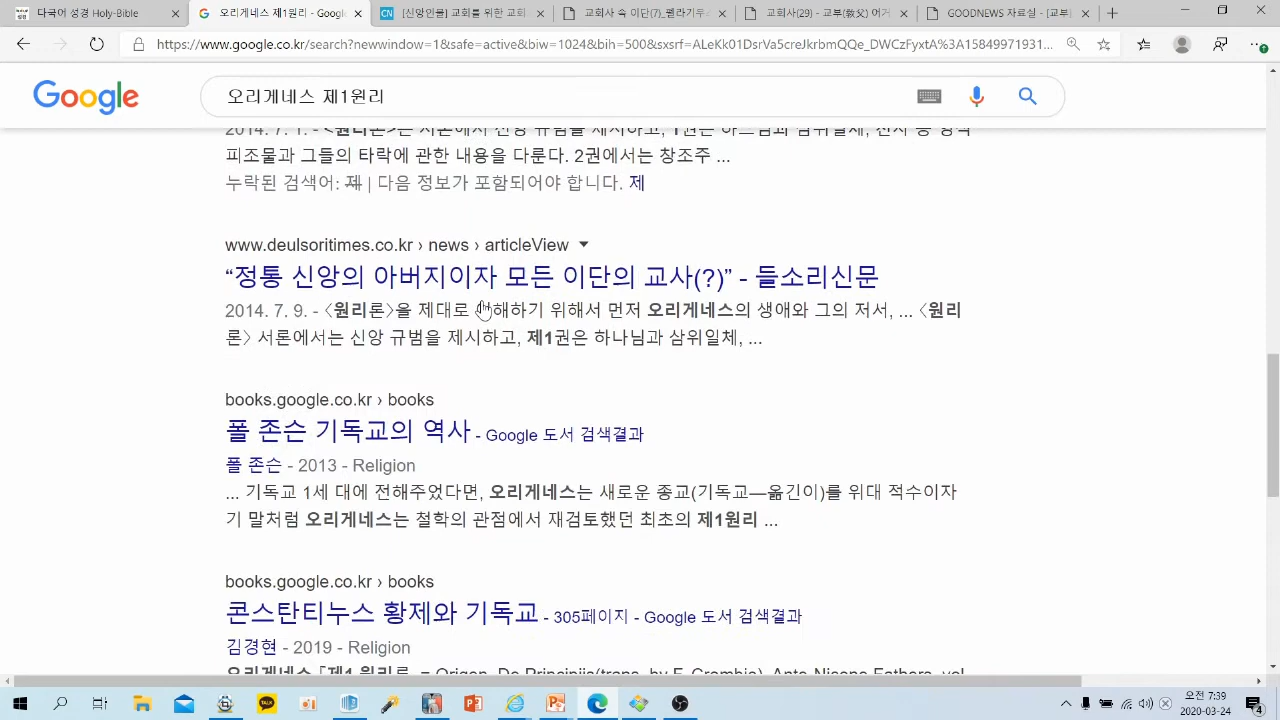 다국어 성경 Holy-Bible
오리게네스 제1원리 - Google
[신앙인물] 교회를 위한 교회
교회사 속 이단(7)_펠라기우
교회사(29) – 교부(敎父) 어거
GOODNEWS 자료실 - [교부
https://www.google.co.kr/search?newwindow=1&safe=active&biw=1024&bih=500&sxsrf=ALeKk01DsrVa5creJkrbmQQe_DWCzFyxtA%3A15849971931...
Google
오리게네스 제1원리
2014. 7. 1. - <원리론>은 서론에서 신앙 규범을 제시하고, 1권은 하느님과 삼위일체, 천사 등 영적
피조물과 그들의 타락에 관한 내용을 다룬다. 2권에서는 창조주 ...
누락된 검색어: 제 | 다음 정보가 포함되어야 합니다. 제
www.deulsoritimes.co.kr › news › articleView
“정통 신앙의 아버지이자 모든 이단의 교사(?)” - 들소리신문
2014. 7. 9. - 〈원리론〉을 제대로 이해하기 위해서 먼저 오리게네스의 생애와 그의 저서, ... 〈원리
론〉 서론에서는 신앙 규범을 제시하고, 제1권은 하나님과 삼위일체, ...
books.google.co.kr › books
폴 존슨 기독교의 역사 - Google 도서 검색결과
폴 존슨 - 2013 - Religion
... 기독교 1세 대에 전해주었다면, 오리게네스는 새로운 종교(기독교—옮긴이)를 위대 적수이자
기 말처럼 오리게네스는 철학의 관점에서 재검토했던 최초의 제1원리 ...
books.google.co.kr › books
콘스탄티누스 황제와 기독교 - 305페이지 - Google 도서 검색결과
김경현 - 2019 - Religion
오리게네스 『제1 원리론 = Origen, De Principiis(trans. by F. Crombie), Ante-Nicene Fathers, vol
오전 7:39
2020-03-24